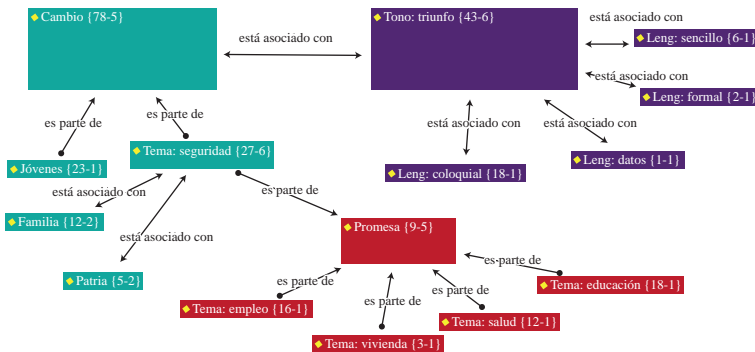 Cambio {78-5}
Tono: triunfo {43-6}
está asociado con
Leng: sencillo {6-1}
está asociado con
está asociado con
Leng: formal {2-1}
es parte de
es parte de
está asociado con
está asociado con
Tema: seguridad {27-6}
Jóvenes {23-1}
Leng: datos {1-1}
Leng: coloquial {18-1}
está asociado con
es parte de
Familia {12-2}
Promesa {9-5}
está asociado con
es parte de
es parte de
Patria {5-2}
Tema: educación {18-1}
es parte de
es parte de
Tema: empleo {16-1}
Tema: salud {12-1}
Tema: vivienda {3-1}